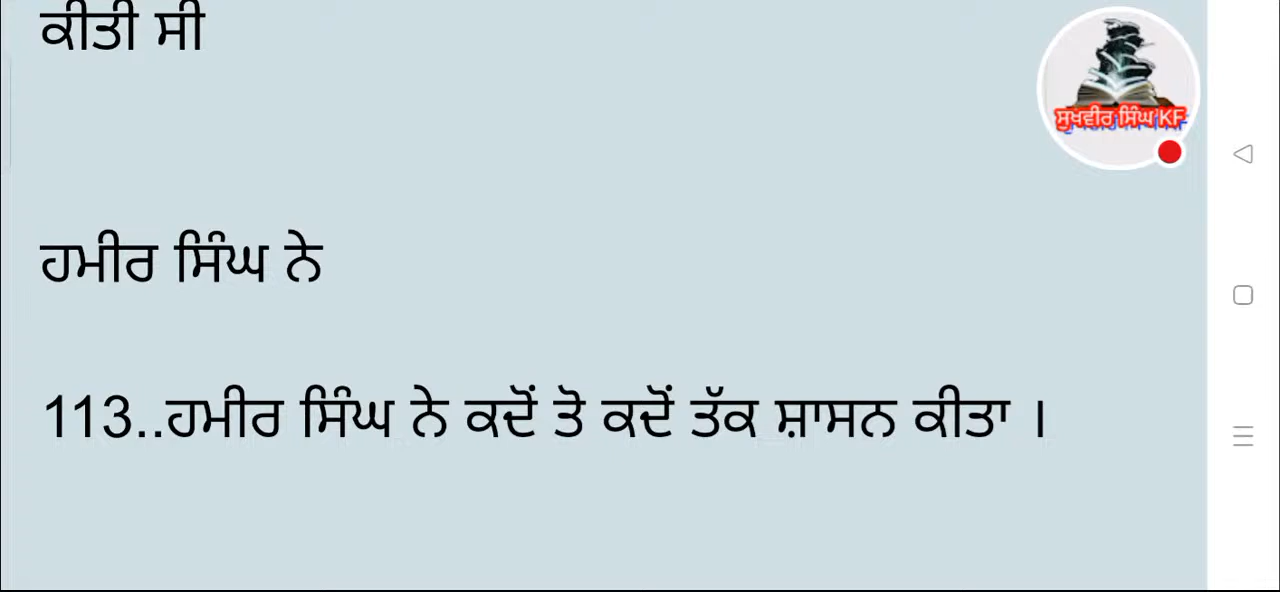 ਕੀਤੀ ਸੀ
ਸੁਖਵੀਰ ਸਿੰਘ KF
ਹਮੀਰ ਸਿੰਘ ਨੇ
113..ਹਮੀਰ ਸਿੰਘ ਨੇ ਕਦੋਂ ਤੋ ਕਦੋਂ ਤੱਕ ਸ਼ਾਸਨ ਕੀਤਾ ।